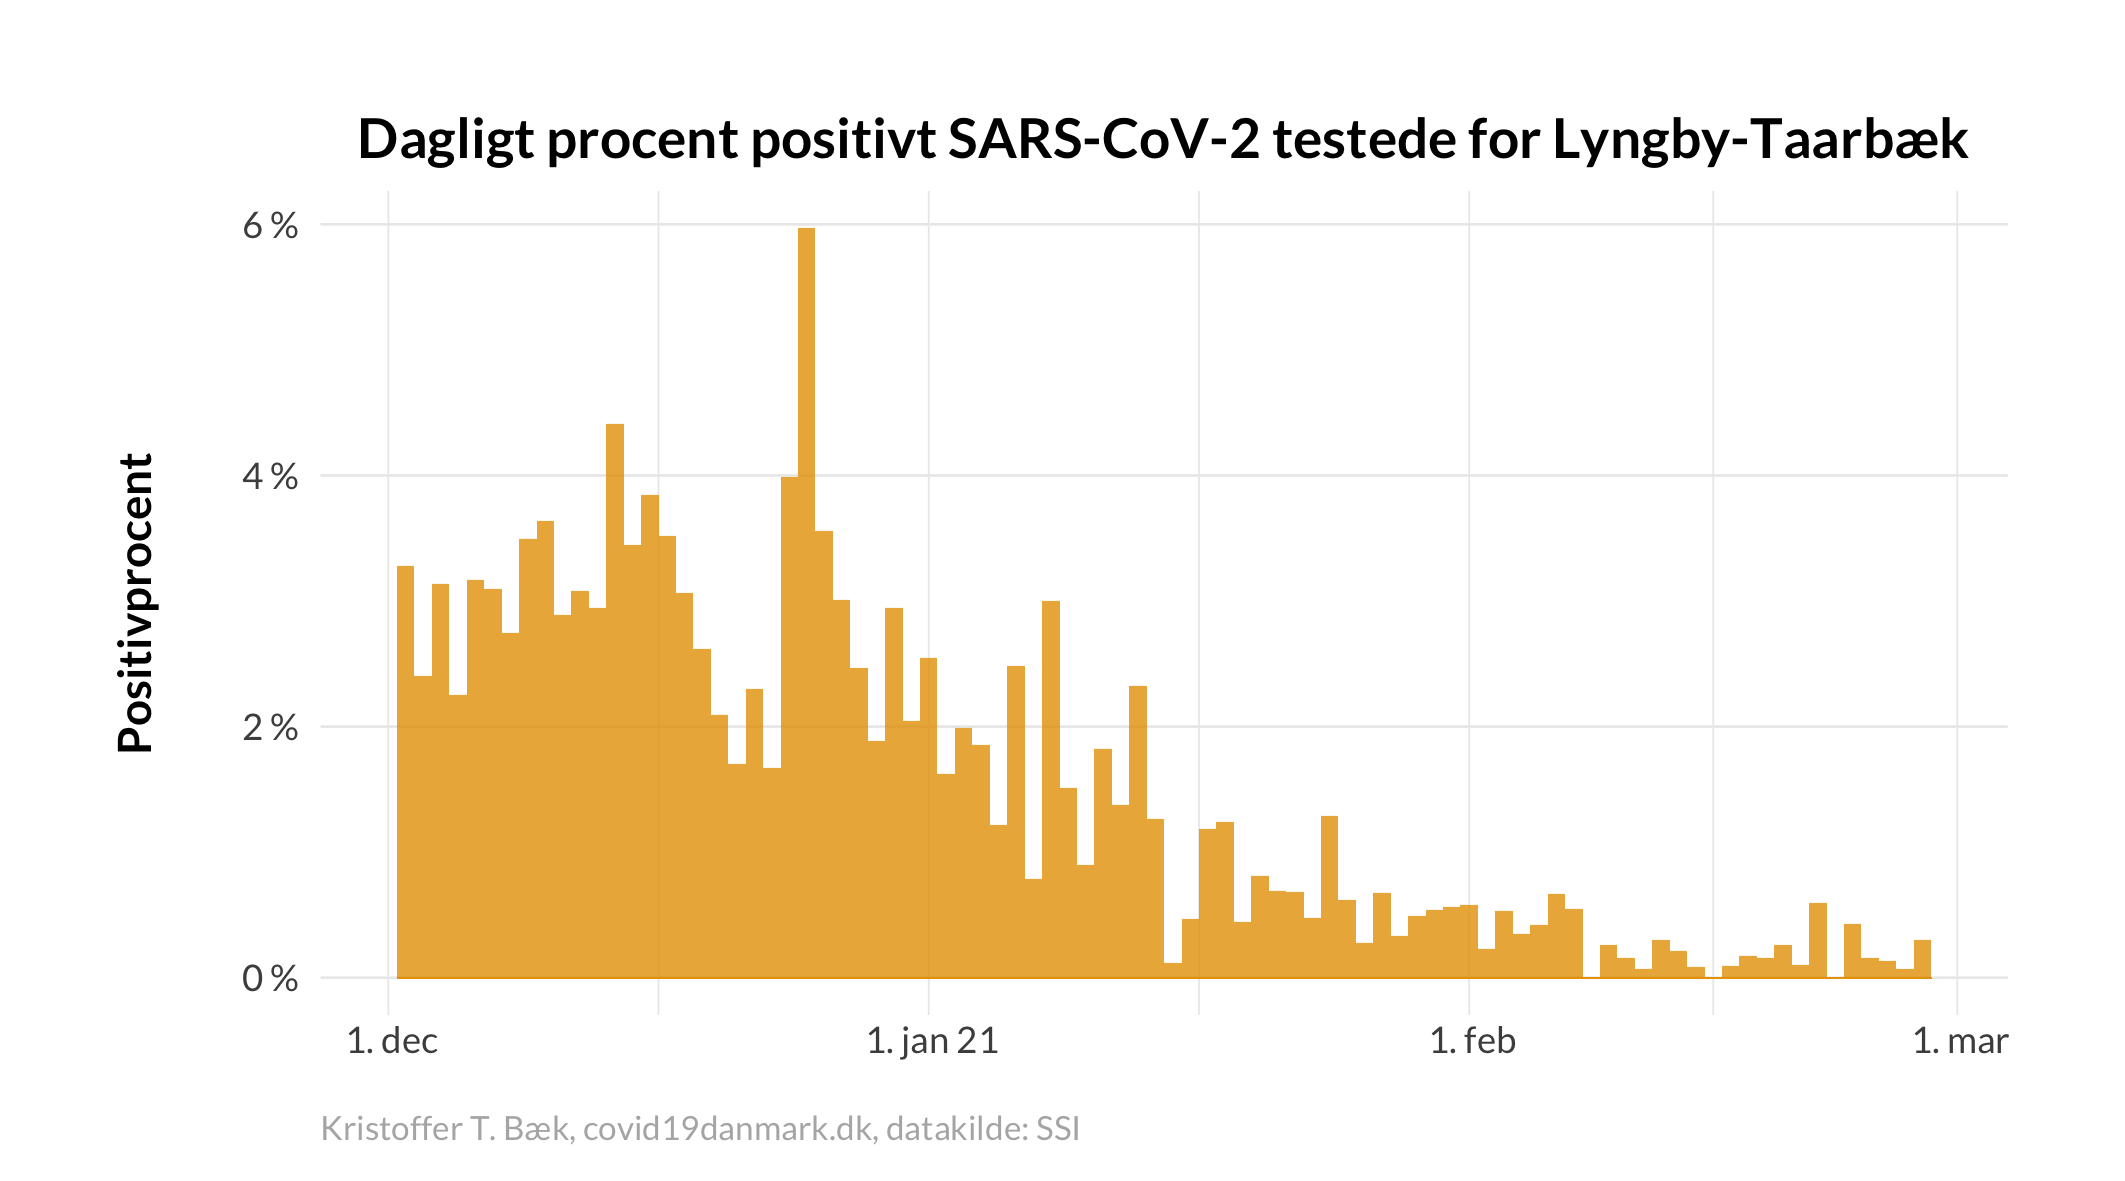 Dagligt procent positivt SARS-CoV-2 testede for Lyngby-Taarbæk
Positivprocent
6 %
4 %
2 %
0 %
1. dec
1. jan 21
1. feb
1. mar
Kristoffer T. Bæk, covid19danmark.dk, datakilde: SSI